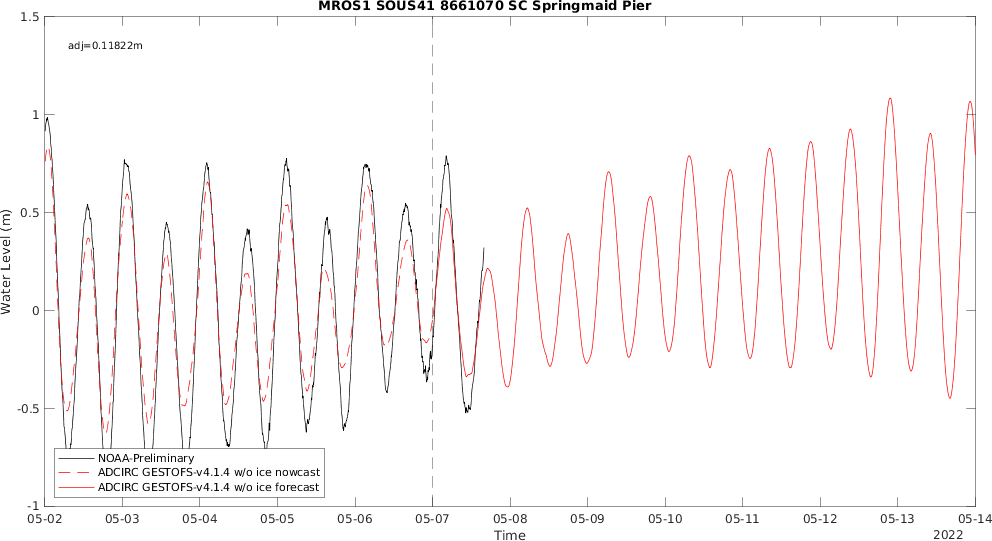 MROS1 SOUS41 8661070 SC Springmaid Pier
adj=0.11822m
Water Level (m)
1.5
1
0.5
0
-0.5
-1
NOAA-Preliminary
ADCIRC GESTOFS-v4.1.4 w/o ice nowcast
ADCIRC GESTOFS-v4.1.4 w/o ice forecast
05-02 05-03 05-04 05-05 05-06 05-07 05-08 05-09 05-10 05-11 05-12 05-13 05-14
Time
2022